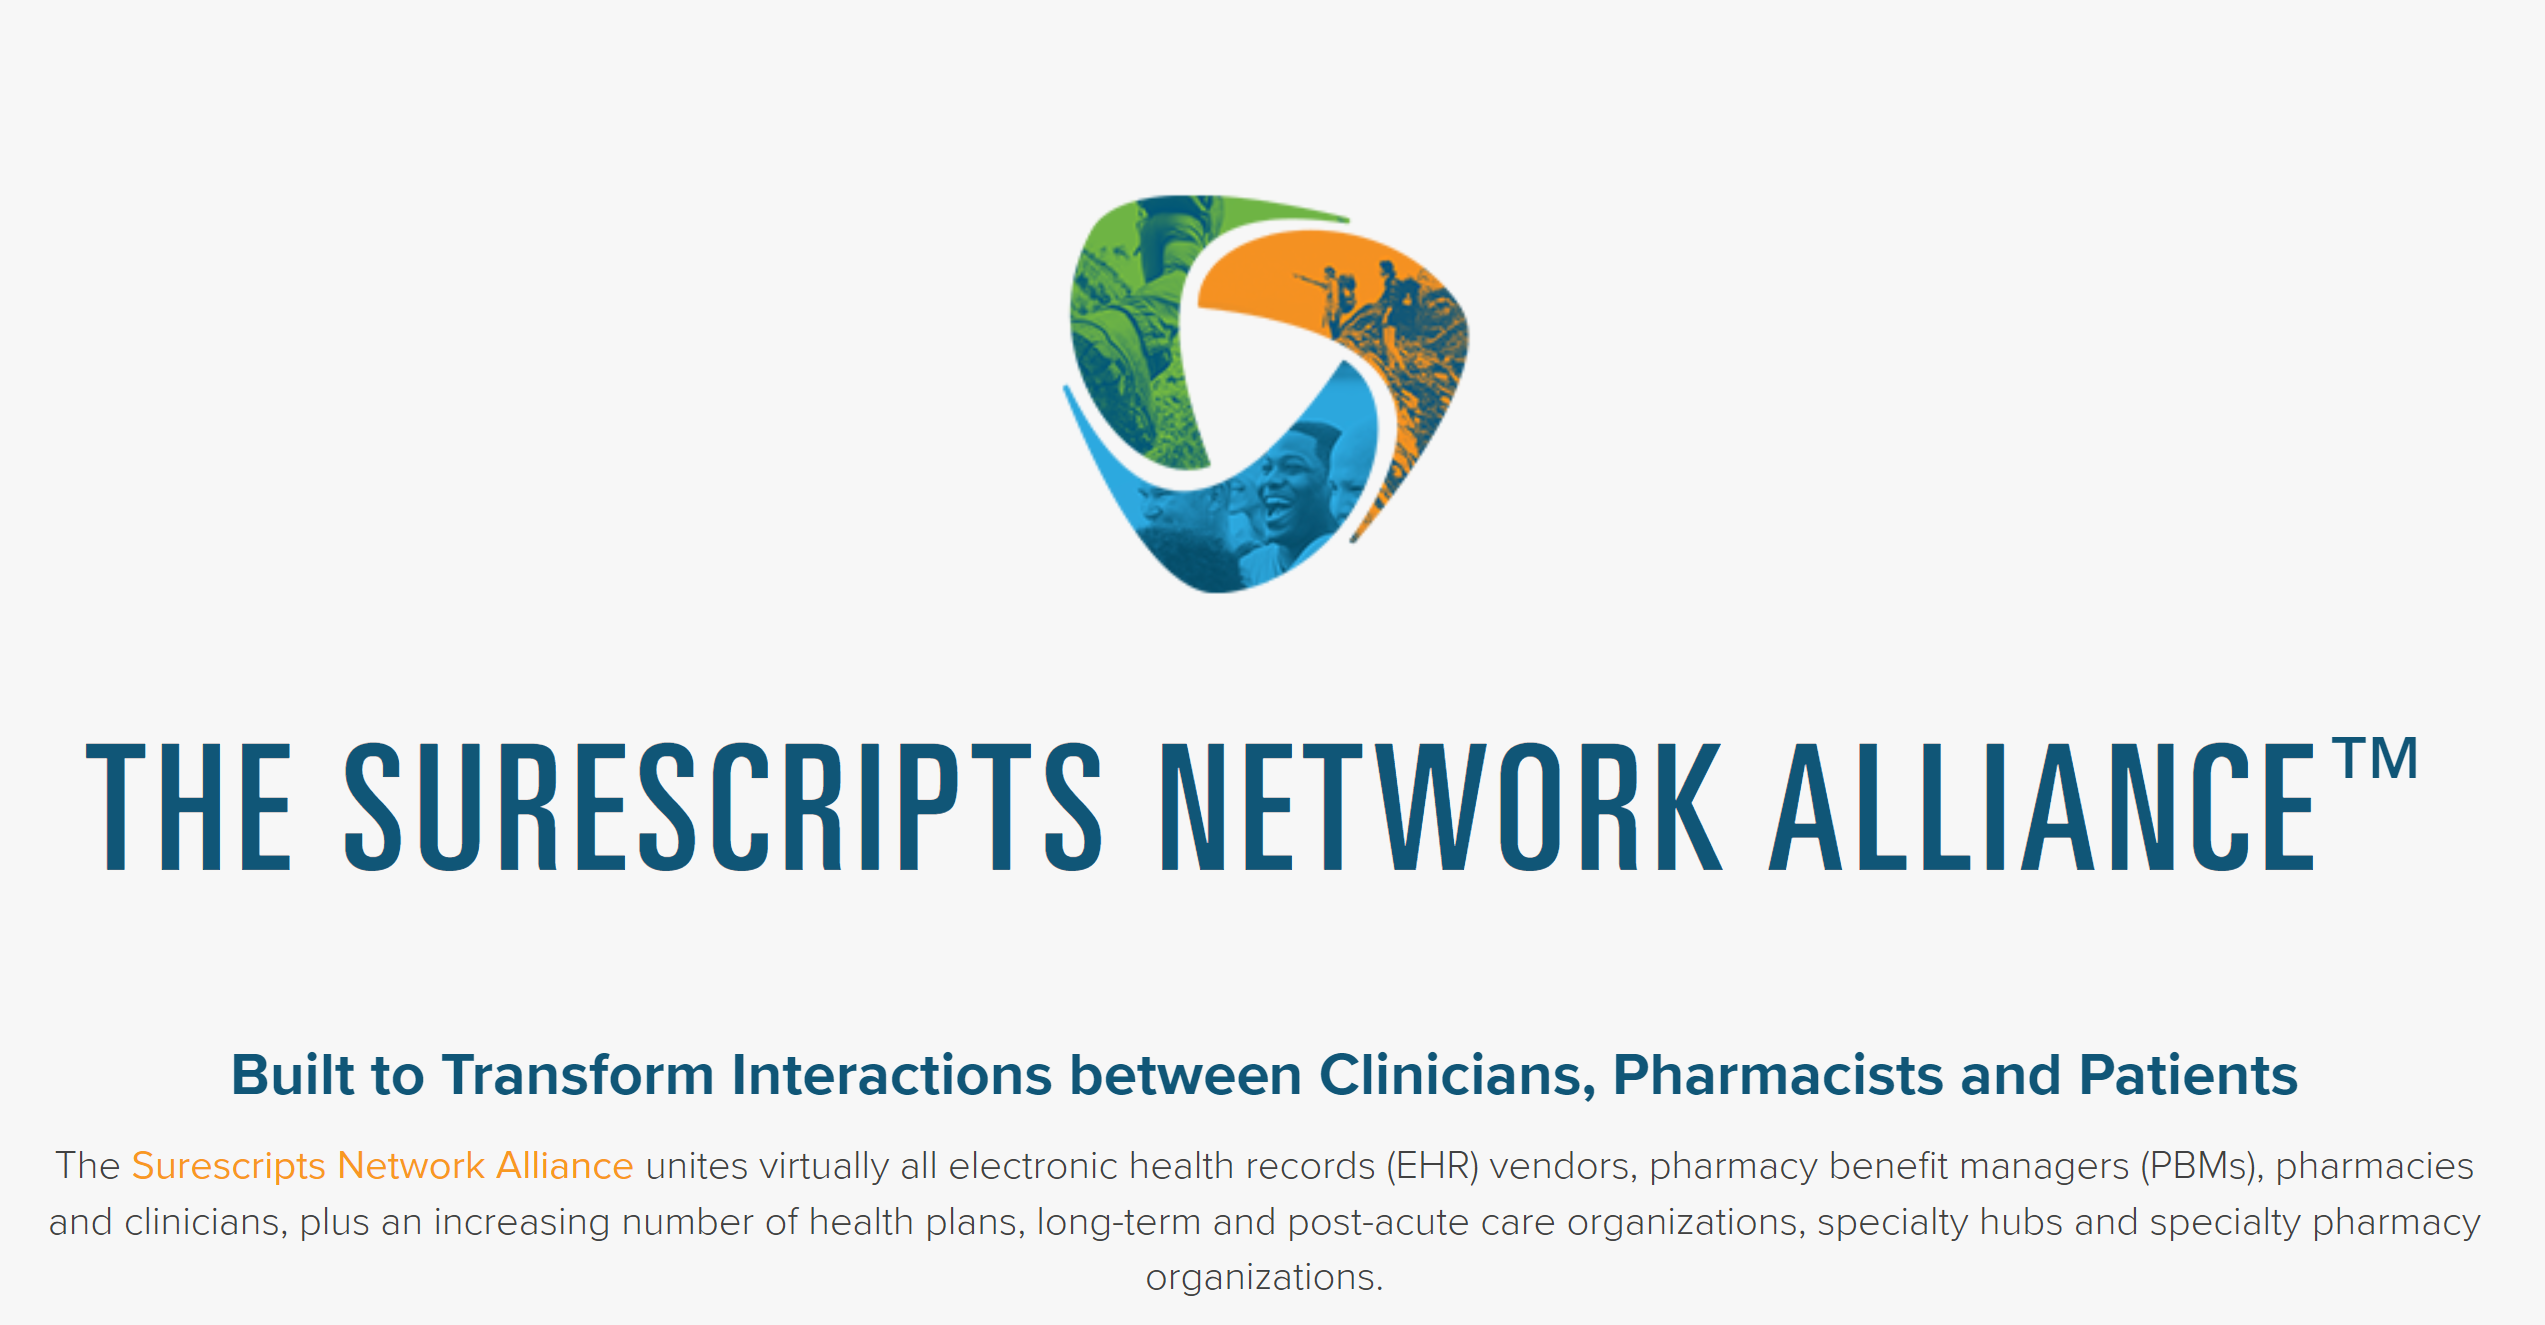 THE SURESCRIPTS NETWORK ALLIANCE™
Built to Transform Interactions between Clinicians, Pharmacists and Patients
The Surescripts Network Alliance unites virtually all electronic health records (EHR) vendors, pharmacy benefit managers (PBMs), pharmacies
and clinicians, plus an increasing number of health plans, long-term and post-acute care organizations, specialty hubs and specialty pharmacy
organizations.